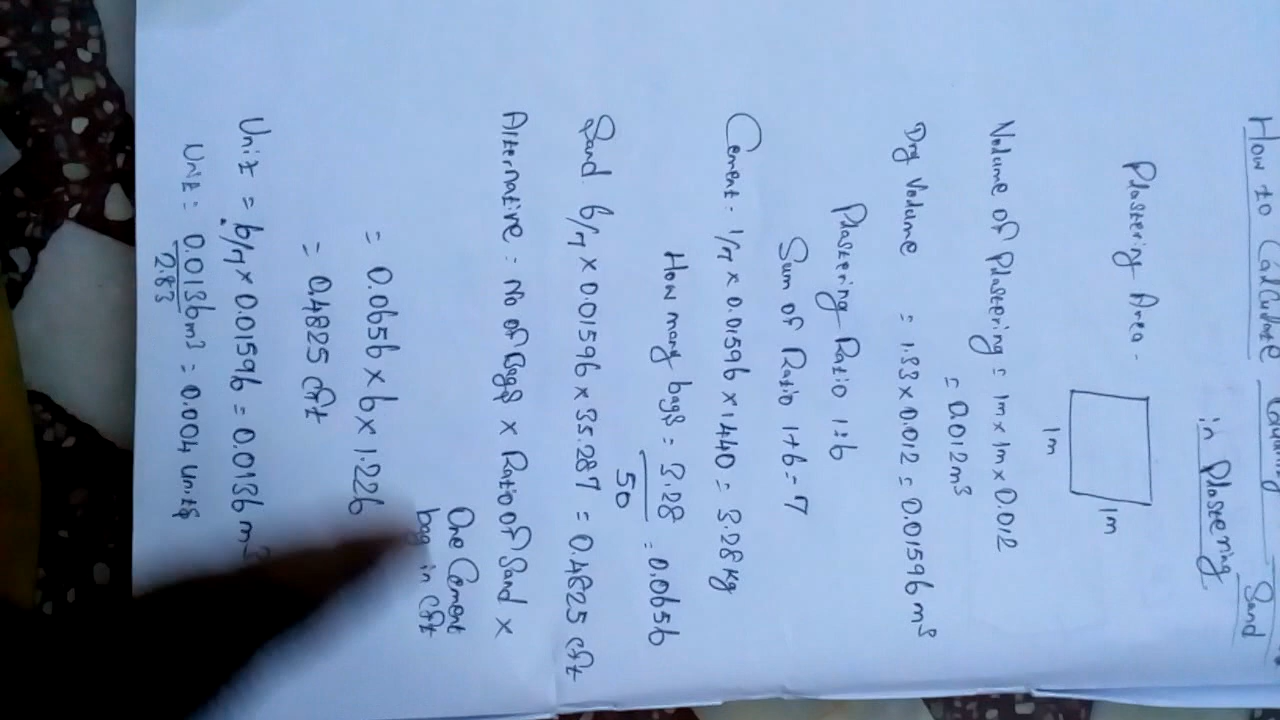 How to Calculate Sand
in Plastering
Plastering Area -
1m
1m
Volume of Plastering = 1m x 1m x 0.012
= 0.012m³
Dry Volume = 1.33 x 0.012 = 0.01596 m³
Plastering Ratio 1:6
Sum of Ratio 1+6 = 7
Cement - 1/7 x 0.01596 x 1440 = 3.28 Kg
How many bags = 3.28 / 50 = 0.0656
Sand 6/7 x 0.01596 x 35.287 = 0.4825 cft
Alternative : No of Bags x Ratio of Sand x
One Cement
bag in cft
= 0.0656 x 6 x 1.226
= 0.4825 cft
Unit = 6/7 x 0.01596 = 0.0136 m³
Unit = 0.0136m³ / 2.83 = 0.004 units